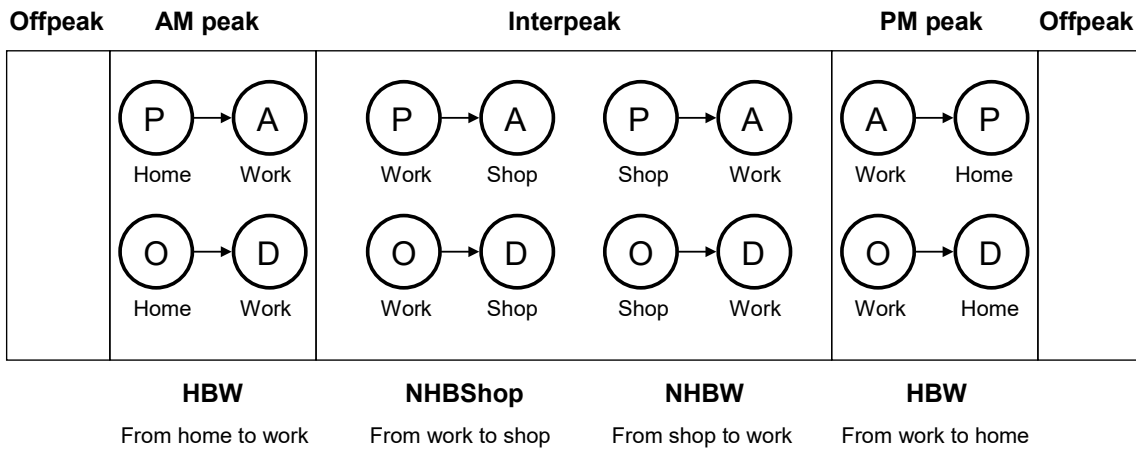 Offpeak AM peak Interpeak PM peak Offpeak
P A P A P A A P
Home Work Work Shop Shop Work Work Home
O D O D O D O D
Home Work Work Shop Shop Work Work Home
HBW NHBShop NHBW HBW
From home to work From work to shop From shop to work From work to home